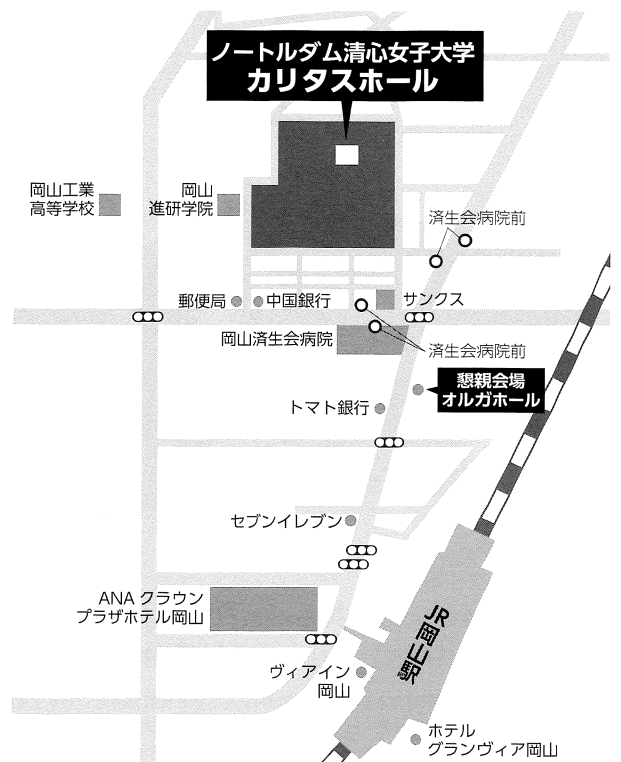 ノートルダム清心女子大学
カリタスホール
岡山工業
高等学校
岡山
進研学院
済生会病院前
郵便局
中国銀行
サンクス
岡山済生会病院
済生会病院前
懇親会場
オルガホール
トマト銀行
セブンイレブン
ANAクラウン
プラザホテル岡山
JR岡山駅
ヴィアイン
岡山
ホテル
グランヴィア岡山